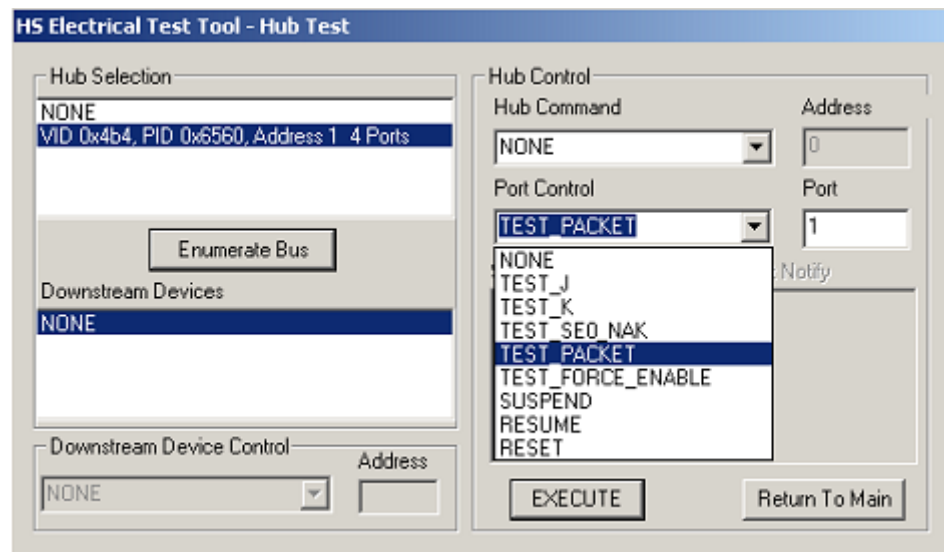 HS Electrical Test Tool - Hub Test
Hub Selection
NONE
VID 0x4b4, PID 0x6560, Address 1 4 Ports
Enumerate Bus
Downstream Devices
NONE
Downstream Device Control
Address
NONE
Hub Control
Hub Command
Address
NONE
0
Port Control
Port
TEST_PACKET
1
Notify
NONE
TEST_J
TEST_K
TEST_SE0_NAK
TEST_PACKET
TEST_FORCE_ENABLE
SUSPEND
RESUME
RESET
EXECUTE
Return To Main